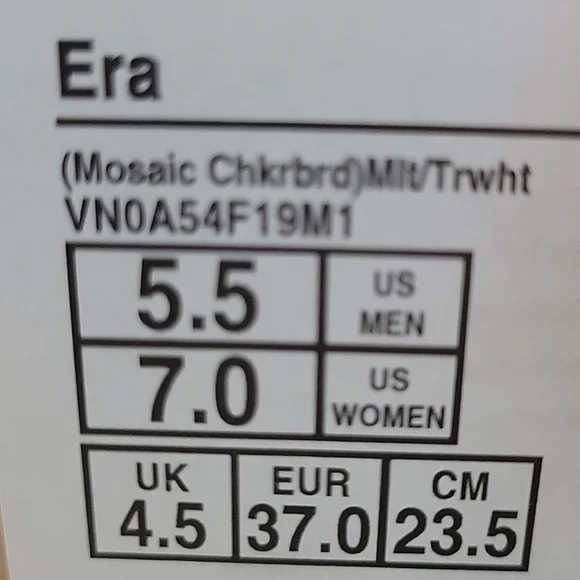 Era
(Mosaic Chkrbrd)Mlt/Trwht
VN0A54F19M1
5.5 US MEN
7.0 US WOMEN
UK EUR CM
4.5 37.0 23.5